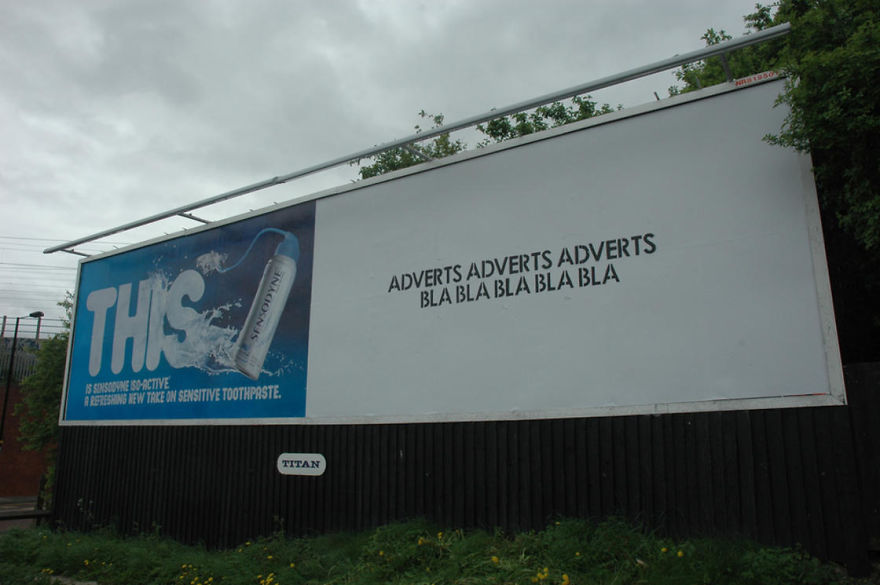 THIS
SENSODYNE
IS SENSODYNE ISO-ACTIVE
A REFRESHING NEW TAKE ON SENSITIVE TOOTHPASTE.
ADVERTS ADVERTS ADVERTS
BLA BLA BLA BLA BLA
TITAN